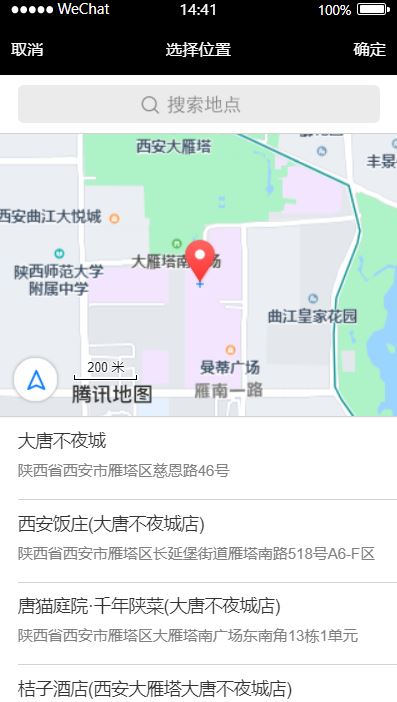 WeChat 14:41 100%
取消 选择位置 确定
搜索地点
西安大雁塔
丰景
西安曲江大悦城
大雁塔南 场
陕西师范大学
附属中学
曲江皇家花园
曼蒂广场
200 米
雁南一路
腾讯地图
大唐不夜城
陕西省西安市雁塔区慈恩路46号
西安饭庄(大唐不夜城店)
陕西省西安市雁塔区长延堡街道雁塔南路518号A6-F区
唐猫庭院·千年陕菜(大唐不夜城店)
陕西省西安市雁塔区大雁塔南广场东南角13栋1单元
桔子酒店(西安大雁塔大唐不夜城店)